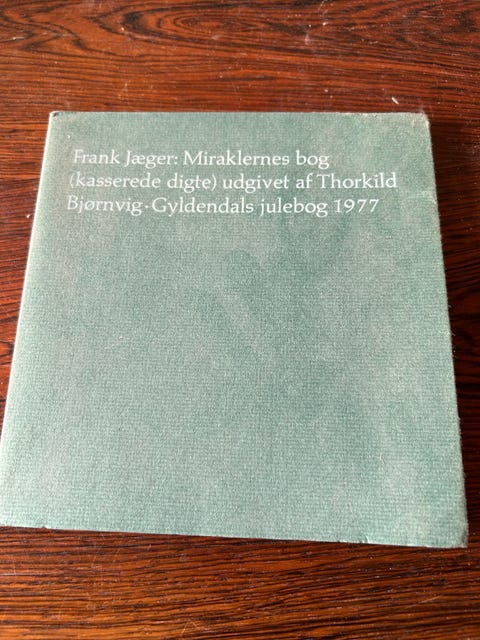 Frank Jæger: Miraklernes bog
(kasserede digte) udgivet af Thorkild
Bjørnvig · Gyldendals julebog 1977